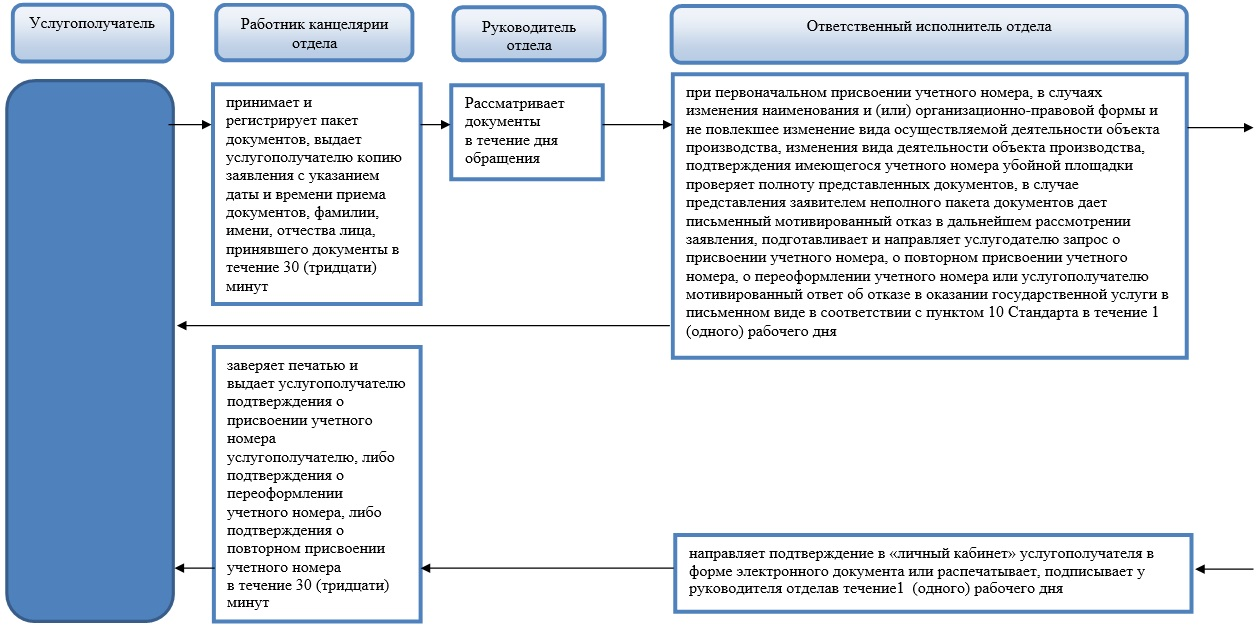 Услугополучатель
Работник канцелярии
отдела
Руководитель
отдела
Ответственный исполнитель отдела
принимает и
регистрирует пакет
документов, выдает
услугополучателю копию
заявления с указанием
даты и времени приема
документов, фамилии,
имени, отчества лица,
принявшего документы в
течение 30 (тридцати)
минут
Рассматривает
документы
в течение дня
обращения
при первоначальном присвоении учетного номера, в случаях
изменения наименования и (или) организационно-правовой формы и
не повлекшее изменение вида осуществляемой деятельности объекта
производства, изменения вида деятельности объекта производства,
подтверждения имеющегося учетного номера убойной площадки
проверяет полноту представленных документов, в случае
представления заявителем неполного пакета документов дает
письменный мотивированный отказ в дальнейшем рассмотрении
заявления, подготавливает и направляет услугодателю запрос о
присвоении учетного номера, о повторном присвоении учетного
номера, о переоформлении учетного номера или услугополучателю
мотивированный ответ об отказе в оказании государственной услуги в
письменном виде в соответствии с пунктом 10 Стандарта в течение 1
(одного) рабочего дня
заверяет печатью и
выдает услугополучателю
подтверждения о
присвоении учетного
номера
услугополучателю, либо
подтверждения о
переоформлении
учетного номера, либо
подтверждения о
повторном присвоении
учетного номера
в течение 30 (тридцати)
минут
направляет подтверждение в «личный кабинет» услугополучателя в
форме электронного документа или распечатывает, подписывает у
руководителя отделав течение1 (одного) рабочего дня